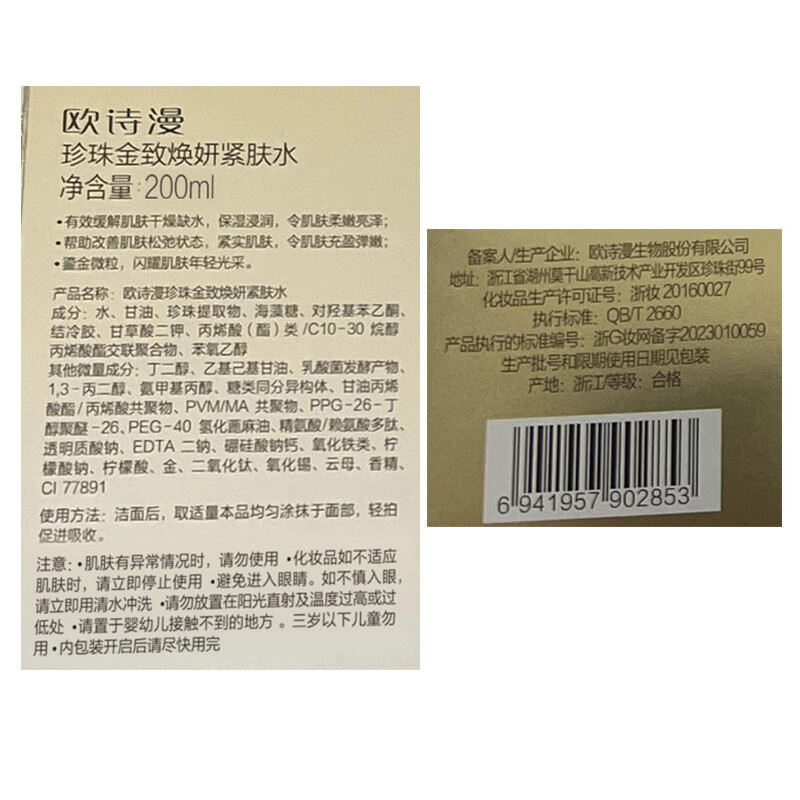 欧诗漫
珍珠金致焕妍紧肤水
净含量:200ml
•有效缓解肌肤干燥缺水，保湿浸润，令肌肤柔嫩亮泽；
•帮助改善肌肤松弛状态，紧实肌肤，令肌肤充盈弹嫩；
•鎏金微粒，闪耀肌肤年轻光采。
产品名称：欧诗漫珍珠金致焕妍紧肤水
成分：水、甘油、珍珠提取物、海藻糖、对羟基苯乙酮、
结冷胶、甘草酸二钾、丙烯酸（酯）类/C10-30 烷醇
丙烯酸酯交联聚合物、苯氧乙醇
其他微量成分：丁二醇、乙基己基甘油、乳酸菌发酵产物、
1,3-丙二醇、氨甲基丙醇、糖类同分异构体、甘油丙烯
酸酯/丙烯酸共聚物、PVM/MA 共聚物、PPG-26-丁
醇聚醚-26、PEG-40 氢化蓖麻油、精氨酸/赖氨酸多肽、
透明质酸钠、EDTA 二钠、硼硅酸钠钙、氧化铁类、柠
檬酸钠、柠檬酸、金、二氧化钛、氧化锡、云母、香精、
CI 77891
使用方法：洁面后，取适量本品均匀涂抹于面部，轻拍
促进吸收。
注意：•肌肤有异常情况时，请勿使用 •化妆品如不适应
肌肤时，请立即停止使用 •避免进入眼睛。如不慎入眼，
请立即用清水冲洗 •请勿放置在阳光直射及温度过高或过
低处 •请置于婴幼儿接触不到的地方 。三岁以下儿童勿
用 •内包装开启后请尽快用完
备案人/生产企业：欧诗漫生物股份有限公司
地址：浙江省湖州莫干山高新技术产业开发区珍珠街99号
化妆品生产许可证号：浙妆 20160027
执行标准：QB/T 2660
产品执行的标准编号：浙G妆网备字2023010059
生产批号和限期使用日期见包装
产地：浙江/等级：合格
6 941957 902853